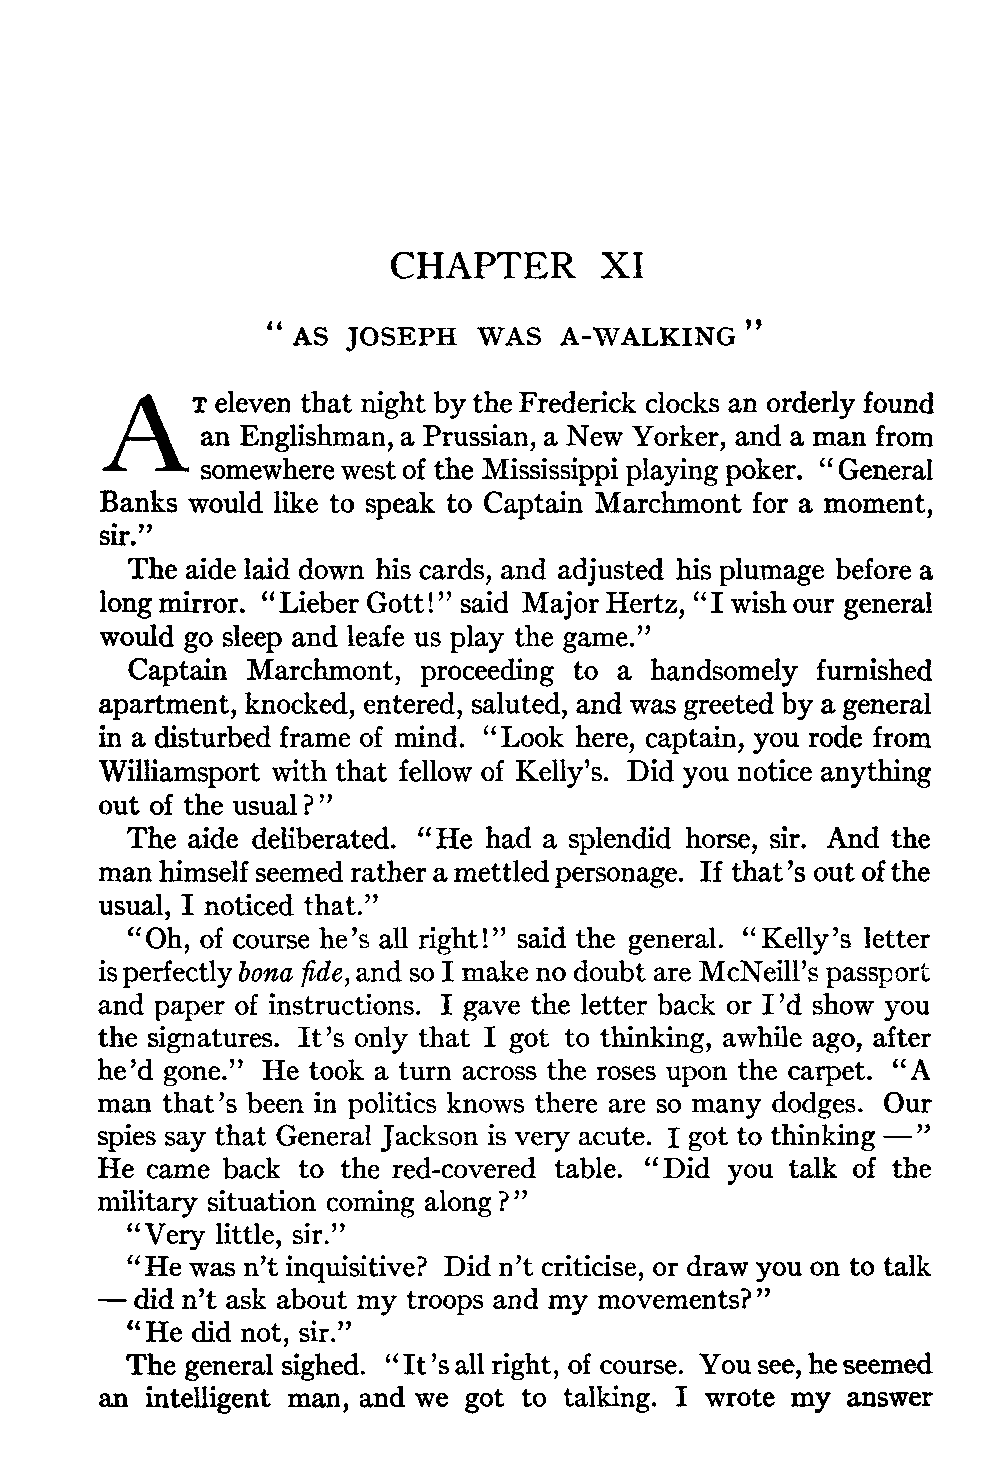 CHAPTER XI
“ AS JOSEPH WAS A-WALKING ”
AT eleven that night by the Frederick clocks an orderly found
an Englishman, a Prussian, a New Yorker, and a man from
somewhere west of the Mississippi playing poker. “General
Banks would like to speak to Captain Marchmont for a moment,
sir.”
The aide laid down his cards, and adjusted his plumage before a
long mirror. “Lieber Gott!” said Major Hertz, “I wish our general
would go sleep and leafe us play the game.”
Captain Marchmont, proceeding to a handsomely furnished
apartment, knocked, entered, saluted, and was greeted by a general
in a disturbed frame of mind. “Look here, captain, you rode from
Williamsport with that fellow of Kelly’s. Did you notice anything
out of the usual?”
The aide deliberated. “He had a splendid horse, sir. And the
man himself seemed rather a mettled personage. If that’s out of the
usual, I noticed that.”
“Oh, of course he’s all right!” said the general. “Kelly’s letter
is perfectly bona fide, and so I make no doubt are McNeill’s passport
and paper of instructions. I gave the letter back or I’d show you
the signatures. It’s only that I got to thinking, awhile ago, after
he’d gone.” He took a turn across the roses upon the carpet. “A
man that’s been in politics knows there are so many dodges. Our
spies say that General Jackson is very acute. I got to thinking —”
He came back to the red-covered table. “Did you talk of the
military situation coming along?”
“Very little, sir.”
“He was n’t inquisitive? Did n’t criticise, or draw you on to talk
— did n’t ask about my troops and my movements?”
“He did not, sir.”
The general sighed. “It’s all right, of course. You see, he seemed
an intelligent man, and we got to talking. I wrote my answer